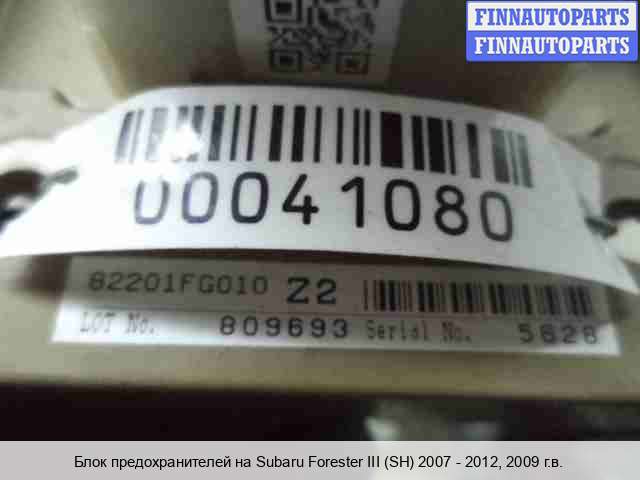 FINNAUTOPARTS
FINNAUTOPARTS
00041080
82201FG010 Z2
LOT No. 809693 Serial No. 5626
Блок предохранителей на Subaru Forester III (SH) 2007 - 2012, 2009 г.в.